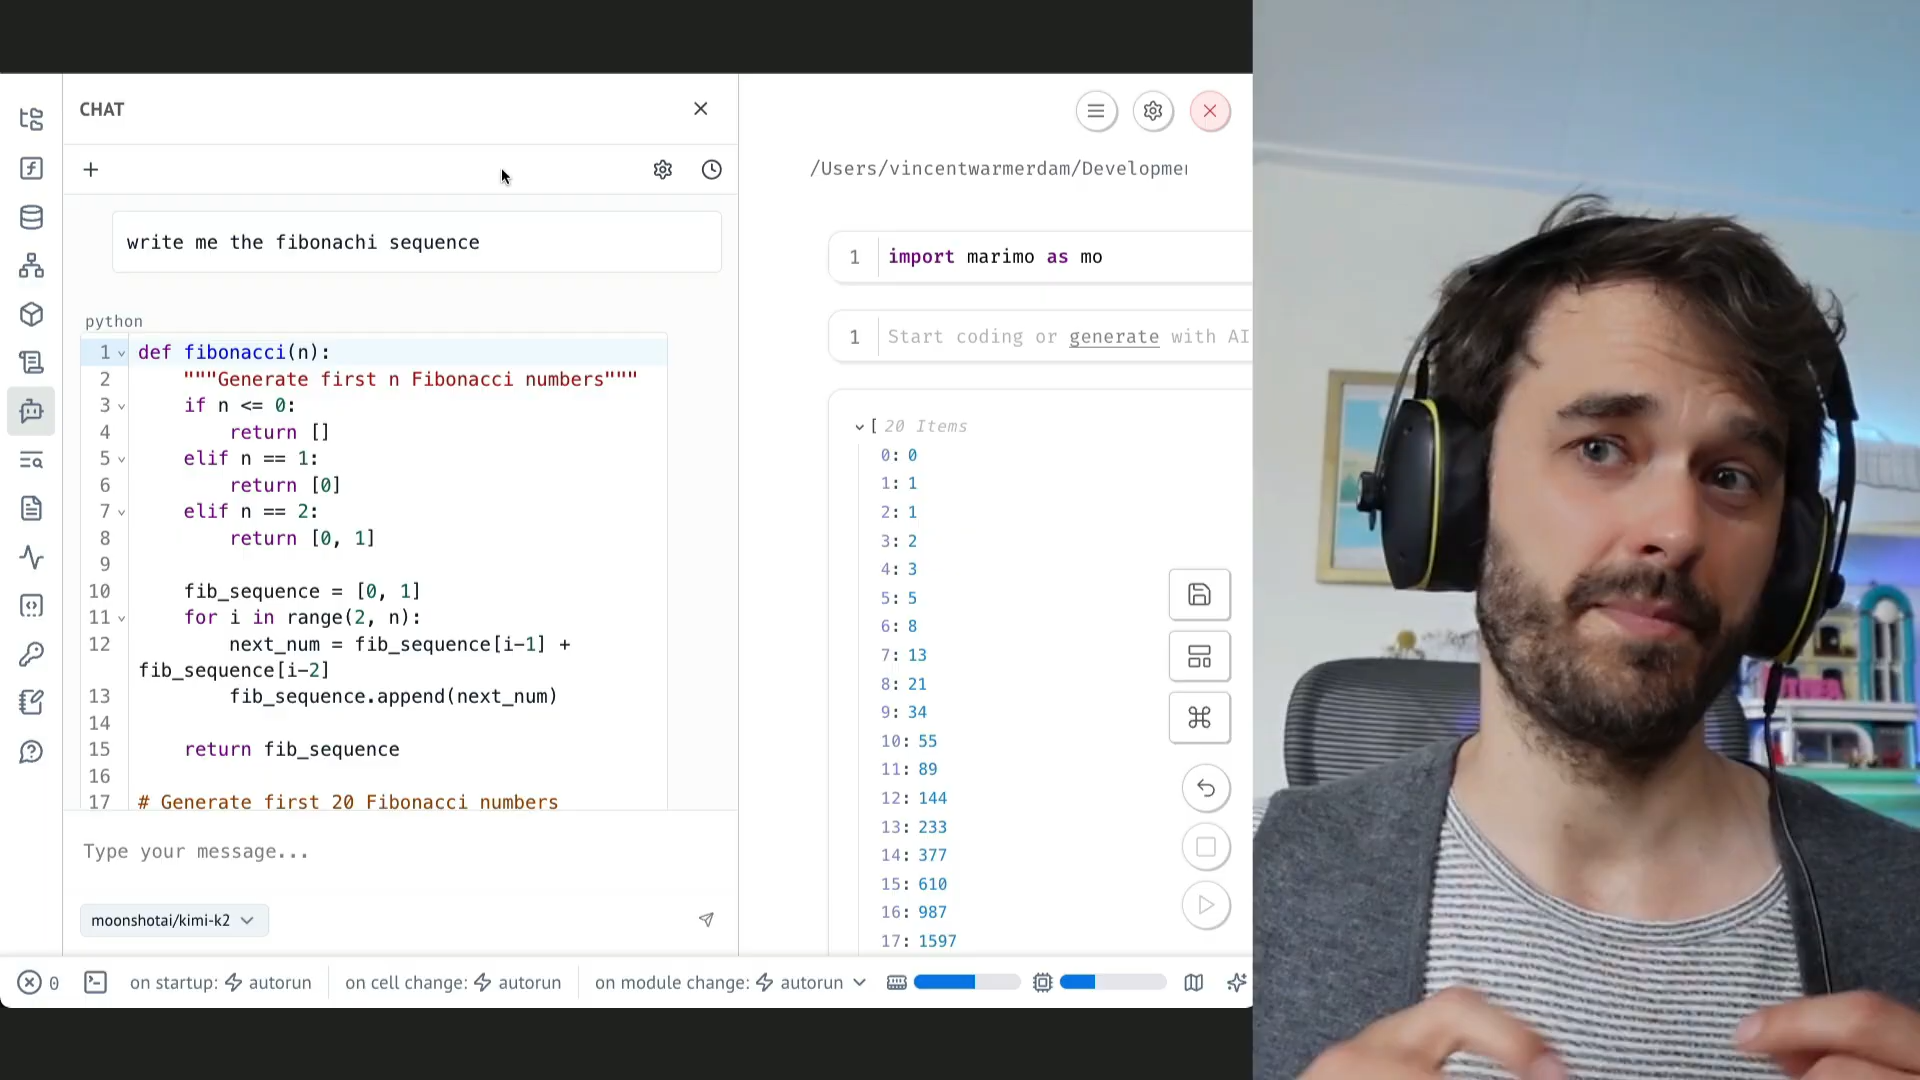 CHAT
write me the fibonachi sequence
python
1 def fibonacci(n):
2 """Generate first n Fibonacci numbers"""
3 if n <= 0:
4 return []
5 elif n == 1:
6 return [0]
7 elif n == 2:
8 return [0, 1]
9
10 fib_sequence = [0, 1]
11 for i in range(2, n):
12 next_num = fib_sequence[i-1] +
fib_sequence[i-2]
13 fib_sequence.append(next_num)
14
15 return fib_sequence
16
17 # Generate first 20 Fibonacci numbers
Type your message...
moonshotai/kimi-k2
/Users/vincentwarmerdam/Developme
1 import marimo as mo
1 Start coding or generate with AI
[ 20 Items
0: 0
1: 1
2: 1
3: 2
4: 3
5: 5
6: 8
7: 13
8: 21
9: 34
10: 55
11: 89
12: 144
13: 233
14: 377
15: 610
16: 987
17: 1597
0 on startup: autorun on cell change: autorun on module change: autorun